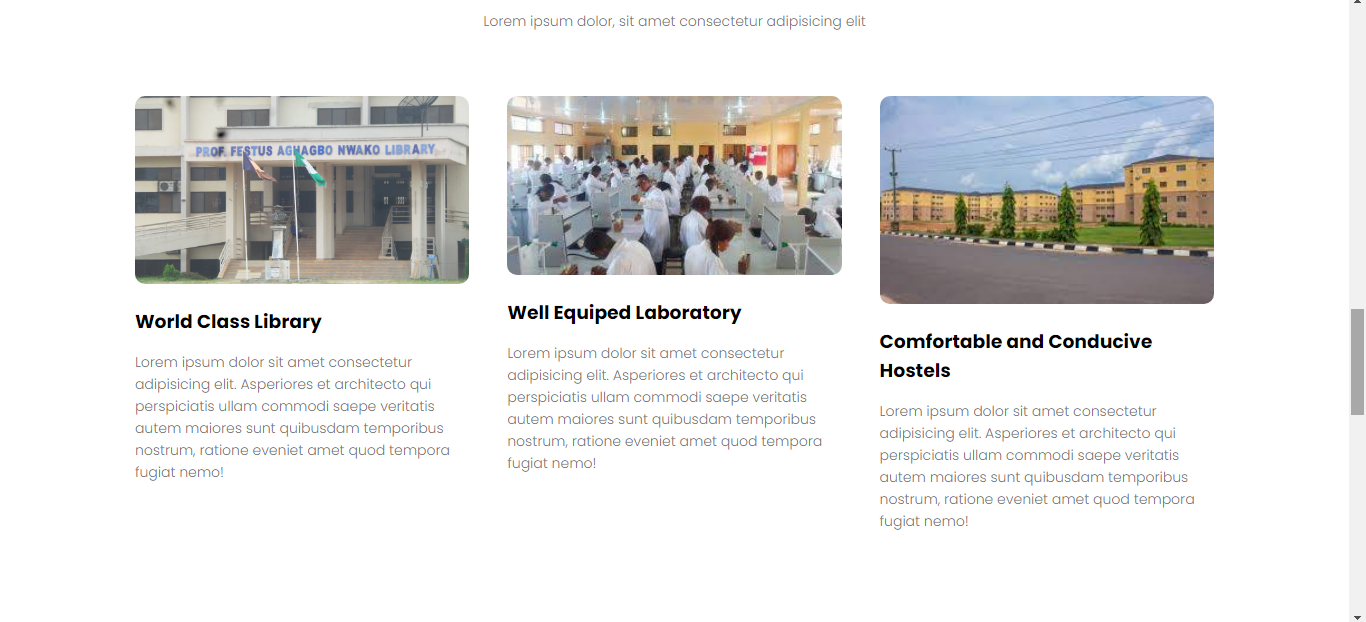 Lorem ipsum dolor, sit amet consectetur adipisicing elit
PROF. FESTUS AGHAGBO NWAKO LIBRARY
World Class Library
Lorem ipsum dolor sit amet consectetur
adipisicing elit. Asperiores et architecto qui
perspiciatis ullam commodi saepe veritatis
autem maiores sunt quibusdam temporibus
nostrum, ratione eveniet amet quod tempora
fugiat nemo!
Well Equiped Laboratory
Lorem ipsum dolor sit amet consectetur
adipisicing elit. Asperiores et architecto qui
perspiciatis ullam commodi saepe veritatis
autem maiores sunt quibusdam temporibus
nostrum, ratione eveniet amet quod tempora
fugiat nemo!
Comfortable and Conducive
Hostels
Lorem ipsum dolor sit amet consectetur
adipisicing elit. Asperiores et architecto qui
perspiciatis ullam commodi saepe veritatis
autem maiores sunt quibusdam temporibus
nostrum, ratione eveniet amet quod tempora
fugiat nemo!